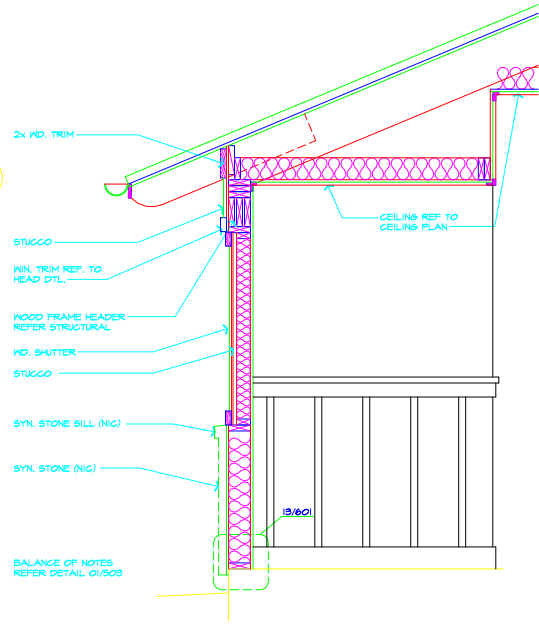 2x WD. TRIM
STUCCO
WIN. TRIM REF. TO
HEAD DTL.
WOOD FRAME HEADER
REFER STRUCTURAL
WD. SHUTTER
STUCCO
SYN. STONE SILL (NIC)
SYN. STONE (NIC)
BALANCE OF NOTES
REFER DETAIL 01/503
CEILING REF TO
CEILING PLAN
13/601